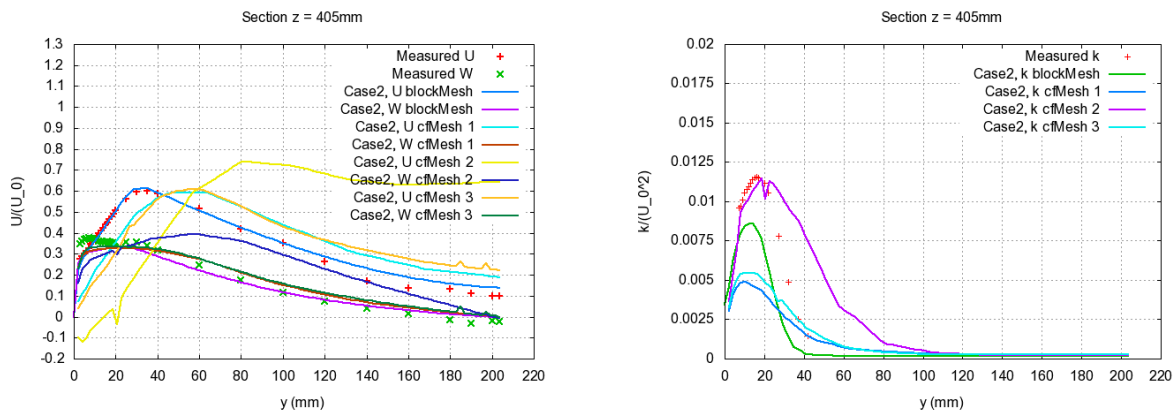 Section z = 405mm
1.3
1.2
1.1
1
0.9
0.8
0.7
0.6
0.5
0.4
0.3
0.2
0.1
0
-0.1
-0.2
U/(U_0)
Measured U
Measured W
Case2, U blockMesh
Case2, W blockMesh
Case2, U cfMesh 1
Case2, W cfMesh 1
Case2, U cfMesh 2
Case2, W cfMesh 2
Case2, U cfMesh 3
Case2, W cfMesh 3
0 20 40 60 80 100 120 140 160 180 200 220
y (mm)
Section z = 405mm
0.02
0.0175
0.015
0.0125
0.01
0.0075
0.005
0.0025
0
k/(U_0^2)
Measured k
Case2, k blockMesh
Case2, k cfMesh 1
Case2, k cfMesh 2
Case2, k cfMesh 3
0 20 40 60 80 100 120 140 160 180 200 220
y (mm)